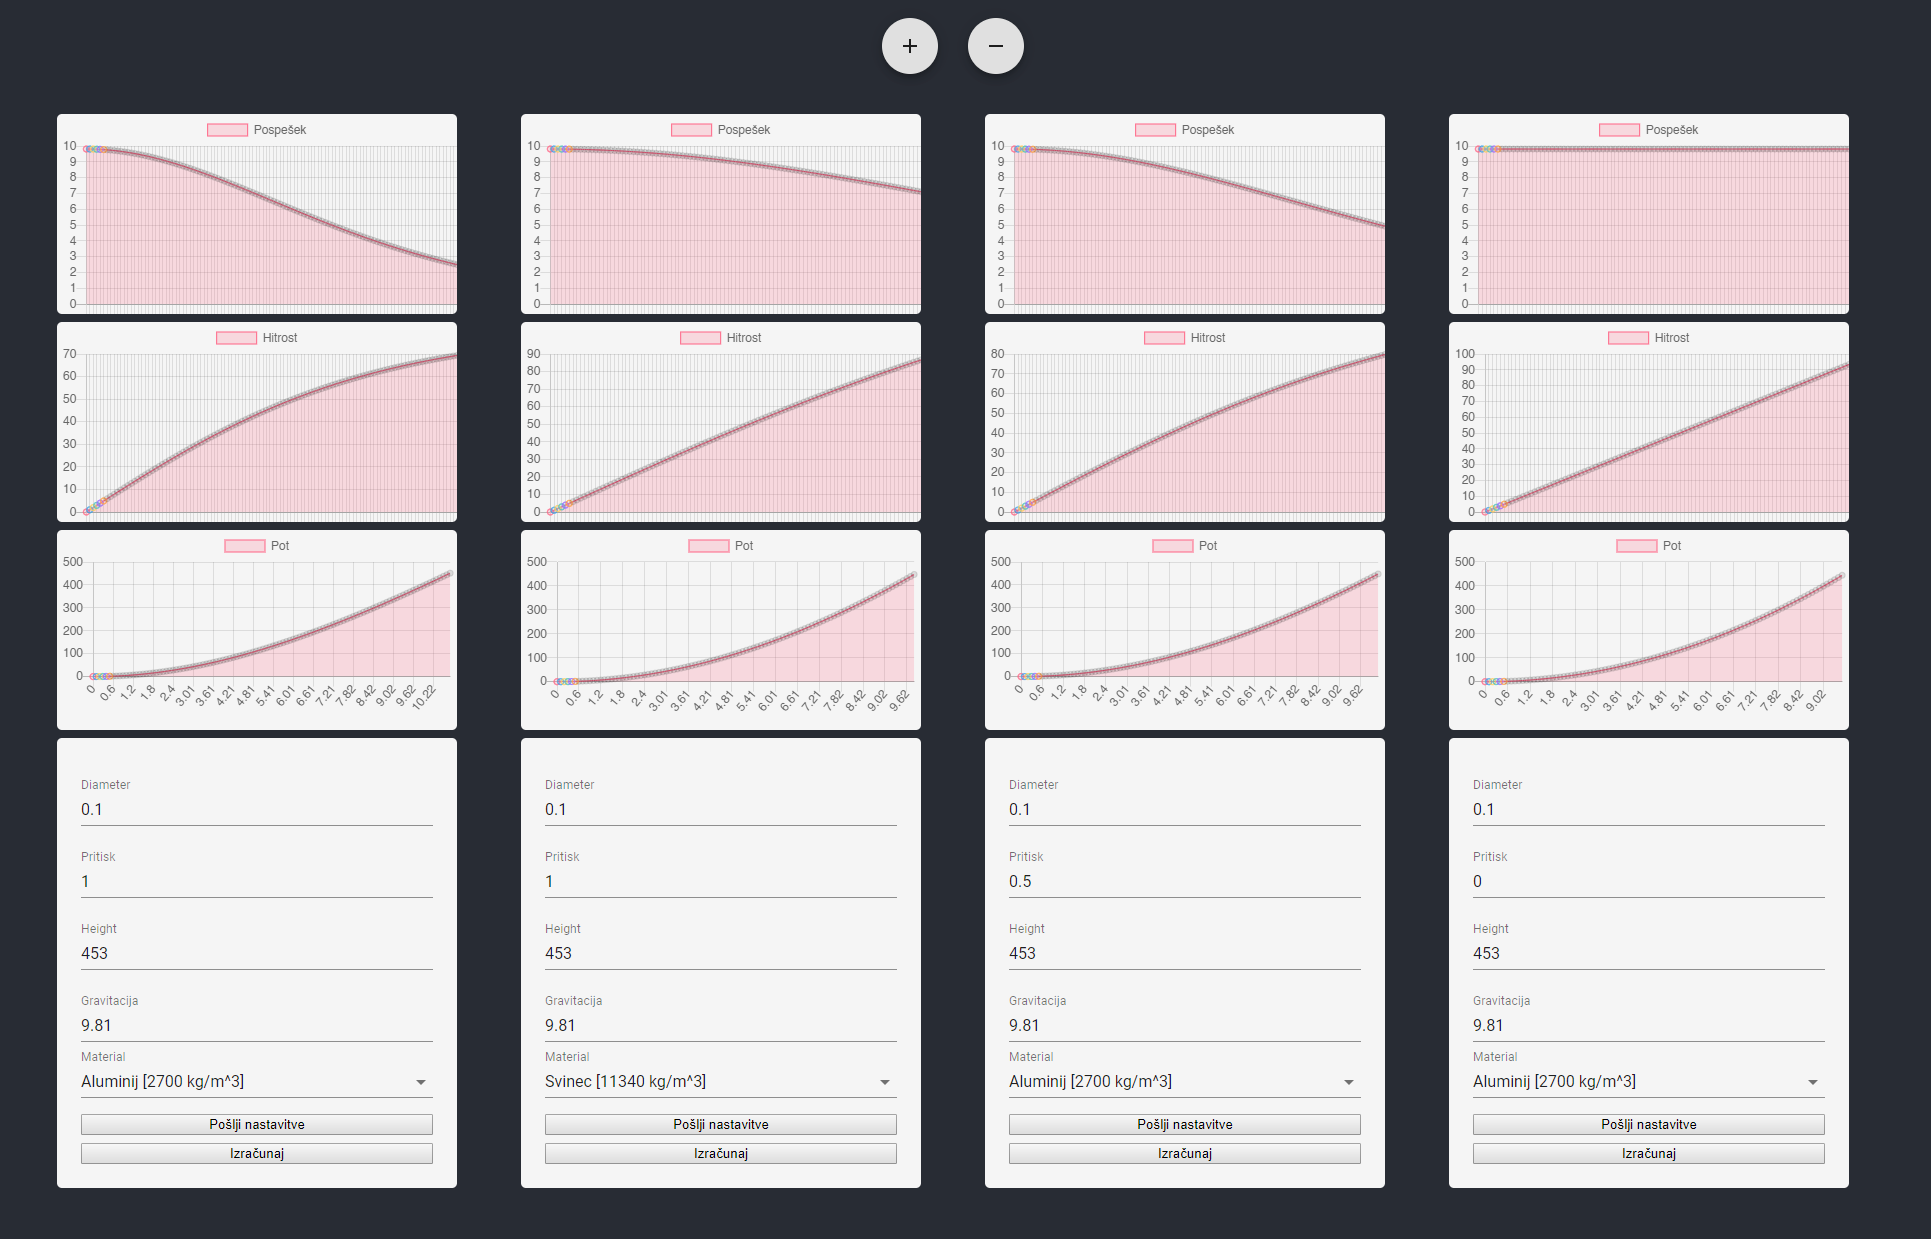 +
−
Pospešek
10
9
8
7
6
5
4
3
2
1
0
Hitrost
70
60
50
40
30
20
10
0
Pot
500
400
300
200
100
0
0 0.6 1.2 1.8 2.4 3.01 3.61 4.21 4.81 5.41 6.01 6.61 7.21 7.82 8.42 9.02 9.62 10.22
Diameter
0.1
Pritisk
1
Height
453
Gravitacija
9.81
Material
Aluminij [2700 kg/m^3]
Pošlji nastavitve
Izračunaj
Pospešek
10
9
8
7
6
5
4
3
2
1
0
Hitrost
90
80
70
60
50
40
30
20
10
0
Pot
500
400
300
200
100
0
0 0.6 1.2 1.8 2.4 3.01 3.61 4.21 4.81 5.41 6.01 6.61 7.21 7.82 8.42 9.02 9.62
Diameter
0.1
Pritisk
1
Height
453
Gravitacija
9.81
Material
Svinec [11340 kg/m^3]
Pošlji nastavitve
Izračunaj
Pospešek
10
9
8
7
6
5
4
3
2
1
0
Hitrost
80
70
60
50
40
30
20
10
0
Pot
500
400
300
200
100
0
0 0.6 1.2 1.8 2.4 3.01 3.61 4.21 4.81 5.41 6.01 6.61 7.21 7.82 8.42 9.02 9.62
Diameter
0.1
Pritisk
0.5
Height
453
Gravitacija
9.81
Material
Aluminij [2700 kg/m^3]
Pošlji nastavitve
Izračunaj
Pospešek
10
9
8
7
6
5
4
3
2
1
0
Hitrost
100
90
80
70
60
50
40
30
20
10
0
Pot
500
400
300
200
100
0
0 0.6 1.2 1.8 2.4 3.01 3.61 4.21 4.81 5.41 6.01 6.61 7.21 7.82 8.42 9.02
Diameter
0.1
Pritisk
0
Height
453
Gravitacija
9.81
Material
Aluminij [2700 kg/m^3]
Pošlji nastavitve
Izračunaj